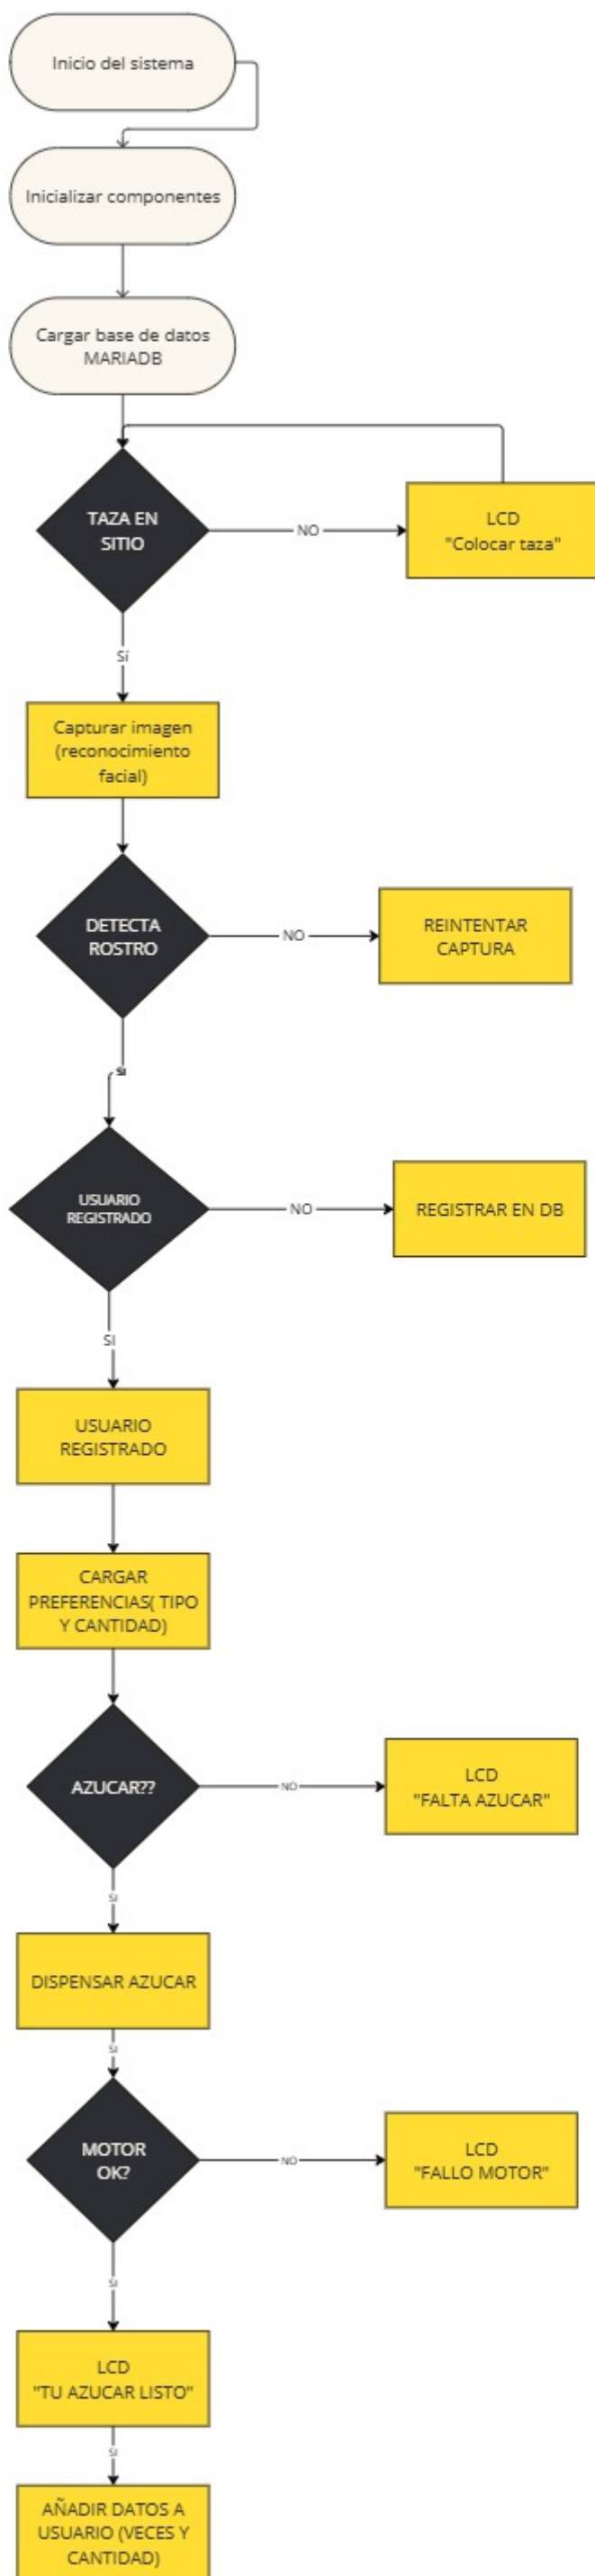 Inicio del sistema
Inicializar componentes
Cargar base de datos
MARIADB
TAZA EN
SITIO
NO
LCD
"Colocar taza"
Sí
Capturar imagen
(reconocimiento
facial)
DETECTA
ROSTRO
NO
REINTENTAR
CAPTURA
SI
USUARIO
REGISTRADO
NO
REGISTRAR EN DB
SI
USUARIO
REGISTRADO
CARGAR
PREFERENCIAS( TIPO
Y CANTIDAD)
AZUCAR??
NO
LCD
"FALTA AZUCAR"
SI
DISPENSAR AZUCAR
SI
MOTOR
OK?
NO
LCD
"FALLO MOTOR"
SI
LCD
"TU AZUCAR LISTO"
SI
AÑADIR DATOS A
USUARIO (VECES Y
CANTIDAD)